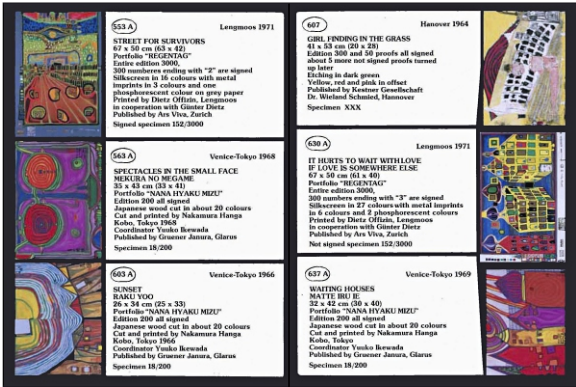 553 A
Lengmoos 1971
STREET FOR SURVIVORS
67 x 50 cm (63 x 42)
Portfolio "REGENTAG"
Entire edition 3000,
300 numbers ending with "2" are signed
Silkscreen in 16 colours with metal
imprints in 3 colours and one
phosphorescent colour on grey paper
Printed by Dietz Offizin, Lengmoos
in cooperation with Günter Dietz
Published by Ars Viva, Zurich
Signed specimen 152/3000
563 A
Venice-Tokyo 1968
SPECTACLES IN THE SMALL FACE
MEKURA NO MEGAME
35 x 43 cm (33 x 41)
Portfolio "NANA HYAKU MIZU"
Edition 200 all signed
Japanese wood cut in about 20 colours
Cut and printed by Nakamura Hanga
Kobo, Tokyo 1968
Coordinator Yuuko Ikewada
Published by Gruener Janura, Glarus
Specimen 18/200
603 A
Venice-Tokyo 1966
SUNSET
RAKU YOO
26 x 34 cm (25 x 33)
Portfolio "NANA HYAKU MIZU"
Edition 200 all signed
Japanese wood cut in about 20 colours
Cut and printed by Nakamura Hanga
Kobo, Tokyo 1966
Coordinator Yuuko Ikewada
Published by Gruener Janura, Glarus
Specimen 18/200
607
Hanover 1964
GIRL FINDING IN THE GRASS
41 x 53 cm (20 x 28)
Edition 300 and 50 proofs all signed
about 5 more not signed proofs turned
up later
Etching in dark green
Yellow, red and pink in offset
Published by Kestner Gesellschaft
Dr. Wieland Schmied, Hannover
Specimen XXX
630 A
Lengmoos 1971
IT HURTS TO WAIT WITH LOVE
IF LOVE IS SOMEWHERE ELSE
67 x 50 cm (61 x 40)
Portfolio "REGENTAG"
Entire edition 3000,
300 numbers ending with "3" are signed
Silkscreen in 27 colours with metal imprints
in 6 colours and 2 phosphorescent colours
Printed by Dietz Offizin, Lengmoos
in cooperation with Günter Dietz
Published by Ars Viva, Zurich
Not signed specimen 152/3000
637 A
Venice-Tokyo 1969
WAITING HOUSES
MATTE IRU IE
32 x 42 cm (30 x 40)
Portfolio "NANA HYAKU MIZU"
Edition 200 all signed
Japanese wood cut in about 20 colours
Cut and printed by Nakamura Hanga
Kobo, Tokyo
Coordinator Yuuko Ikewada
Published by Gruener Janura, Glarus
Specimen 18/200